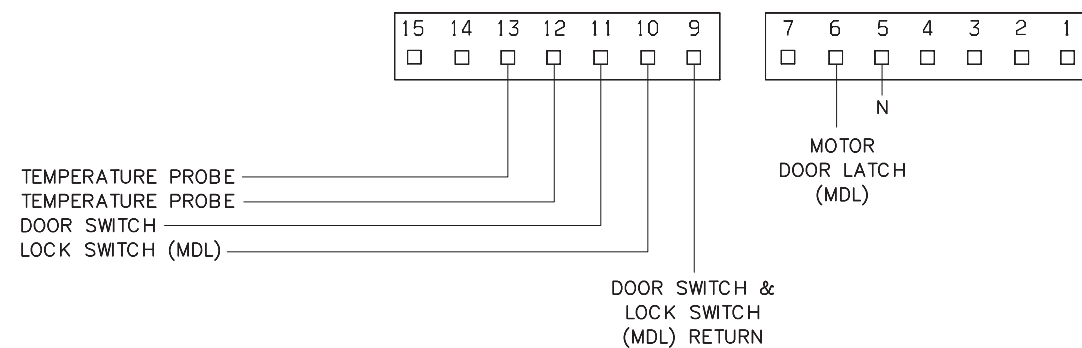 15 14 13 12 11 10 9
7 6 5 4 3 2 1
N
MOTOR
DOOR LATCH
(MDL)
TEMPERATURE PROBE
TEMPERATURE PROBE
DOOR SWITCH
LOCK SWITCH (MDL)
DOOR SWITCH &
LOCK SWITCH
(MDL) RETURN